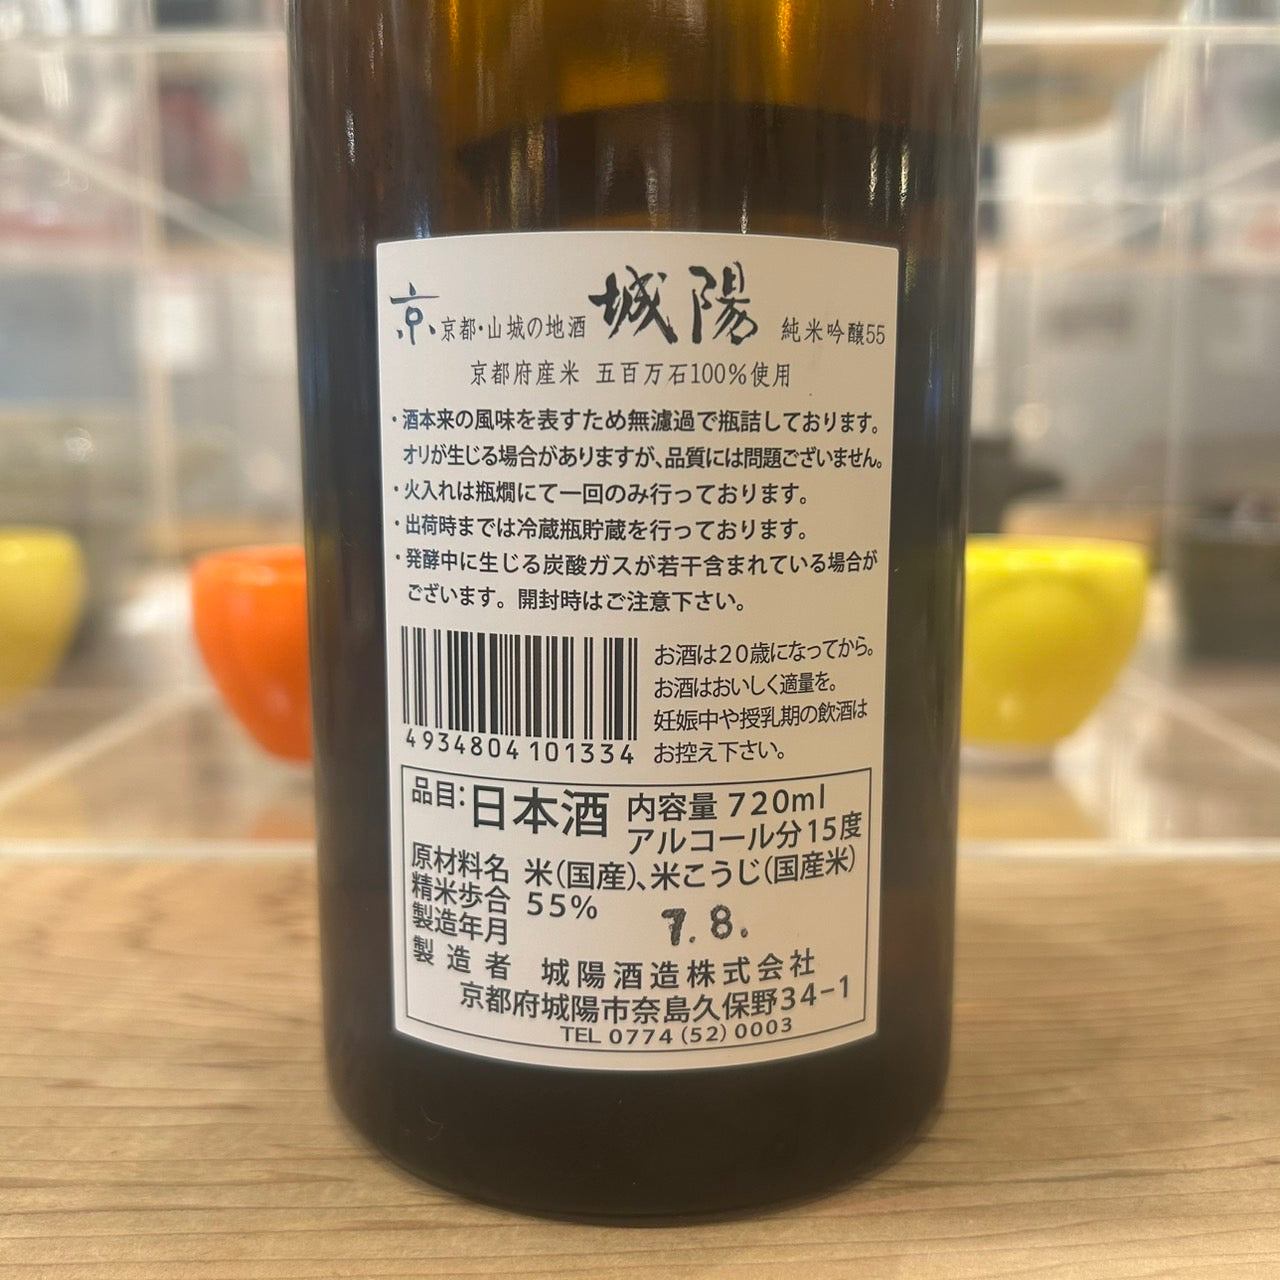 京 京都・山城の地酒 城陽 純米吟醸55
京都府産米 五百万石100%使用
・酒本来の風味を表すため無濾過で瓶詰しております。
オリが生じる場合がありますが、品質には問題ございません。
・火入れは瓶燗にて一回のみ行っております。
・出荷時までは冷蔵瓶貯蔵を行っております。
・発酵中に生じる炭酸ガスが若干含まれている場合が
ございます。開封時はご注意下さい。
お酒は20歳になってから。
お酒はおいしく適量を。
妊娠中や授乳期の飲酒は
お控え下さい。
4934804101334
品目:日本酒 内容量 720ml
アルコール分15度
原材料名 米(国産)、米こうじ(国産米)
精米歩合 55%
製造年月 7.8.
製造者 城陽酒造株式会社
京都府城陽市奈島久保野34-1
TEL 0774(52)0003